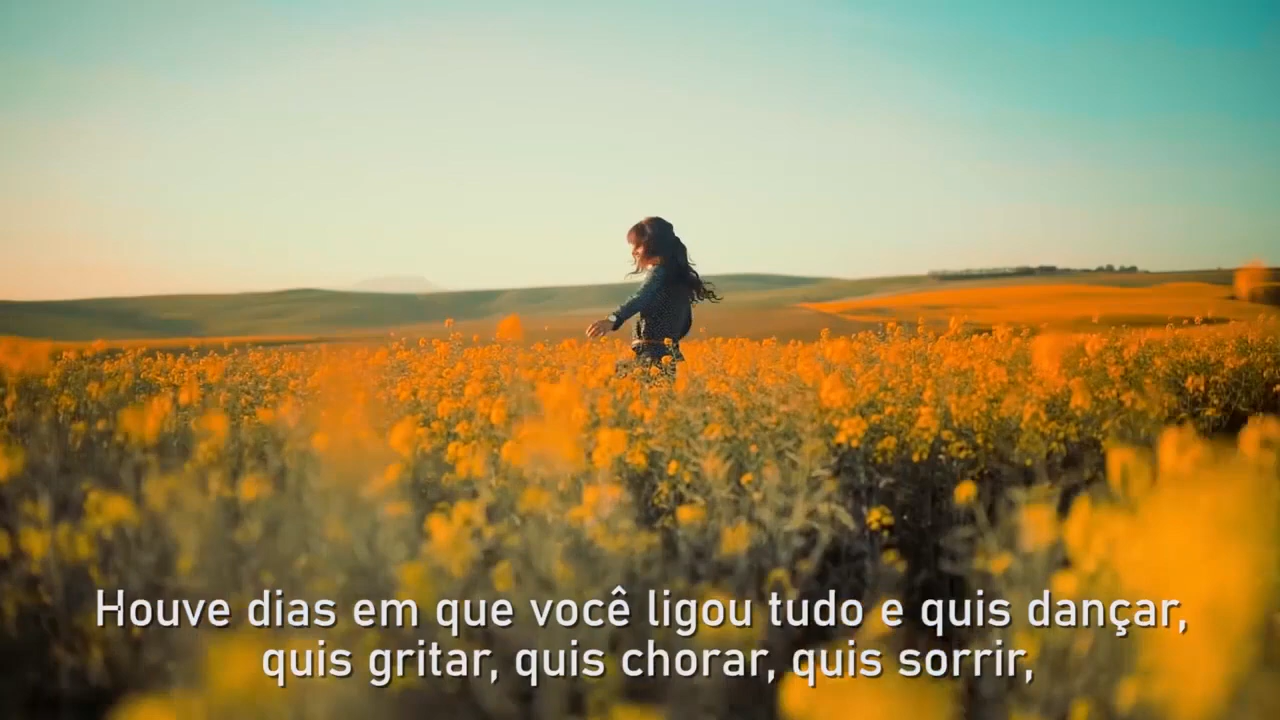 Houve dias em que você ligou tudo e quis dançar,
quis gritar, quis chorar, quis sorrir,